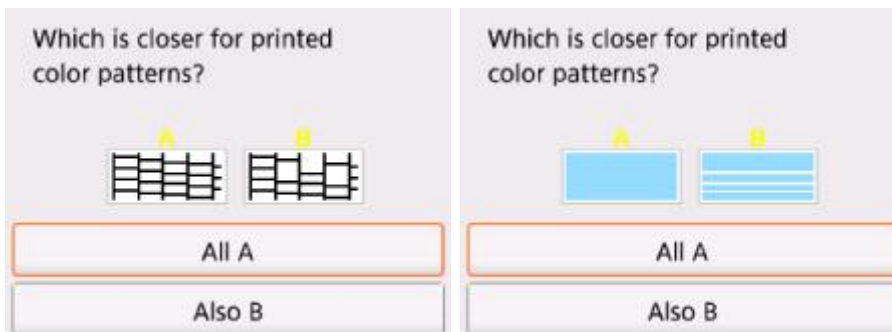 Which is closer for printed
color patterns?
A B
All A
Also B
Which is closer for printed
color patterns?
A B
All A
Also B